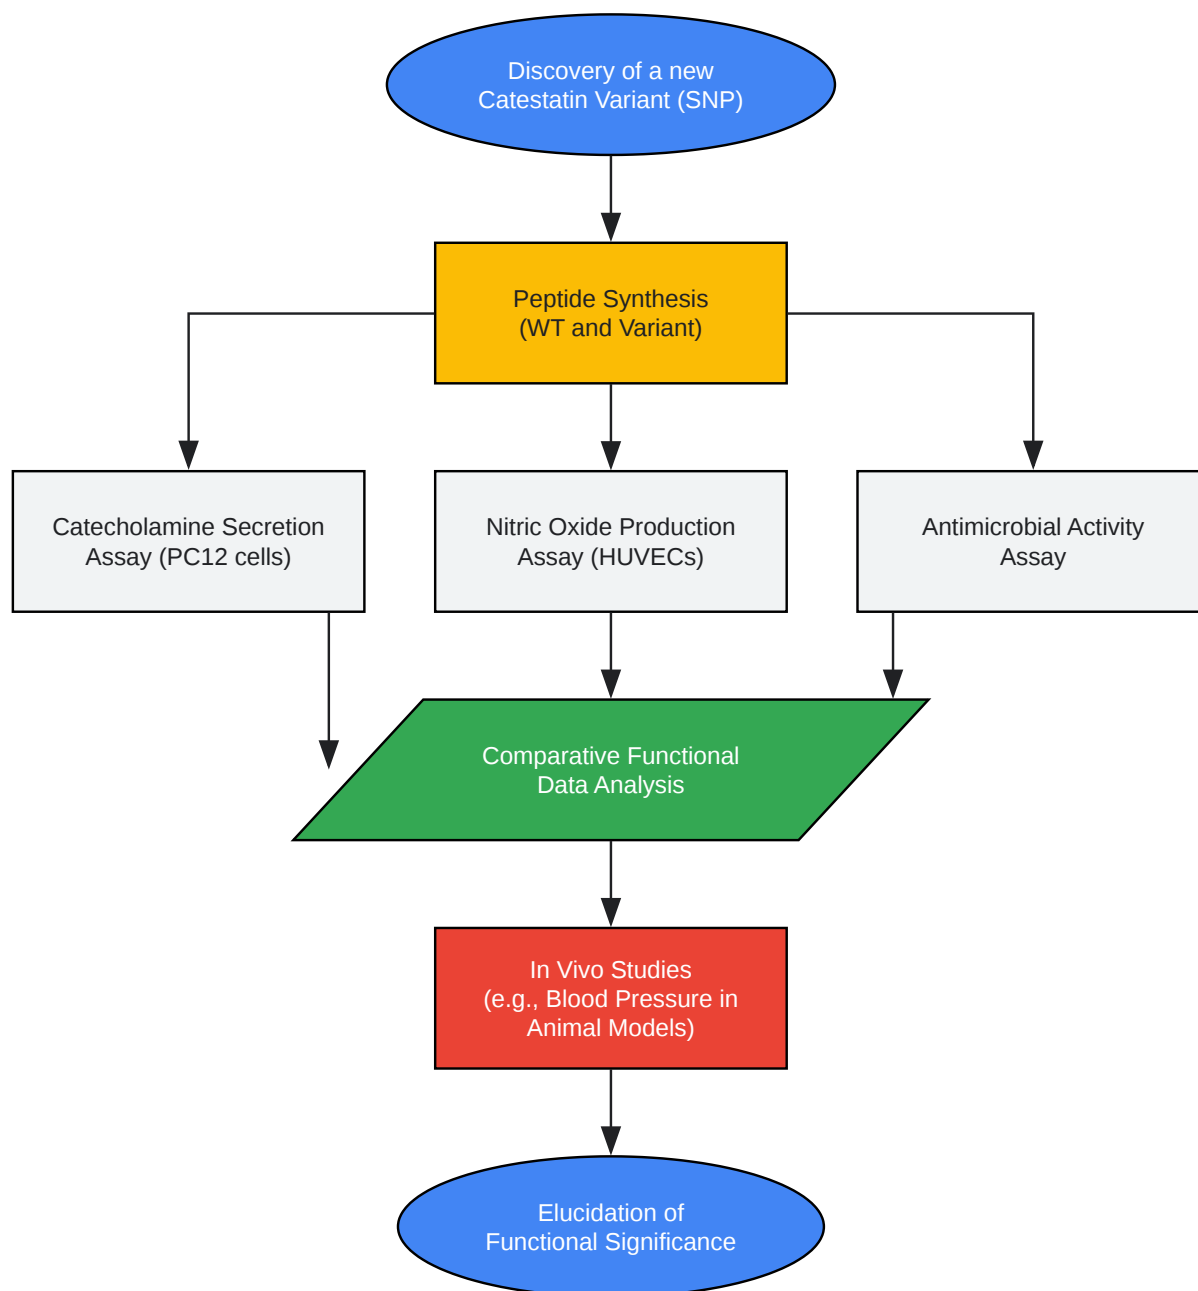 Discovery of a new
Catestatin Variant (SNP)
Peptide Synthesis
(WT and Variant)
Catecholamine Secretion
Assay (PC12 cells)
Nitric Oxide Production
Assay (HUVECs)
Antimicrobial Activity
Assay
Comparative Functional
Data Analysis
In Vivo Studies
(e.g., Blood Pressure in
Animal Models)
Elucidation of
Functional Significance